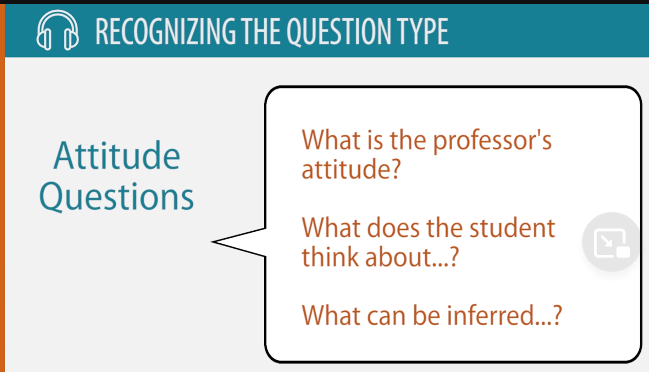 RECOGNIZING THE QUESTION TYPE
Attitude
Questions
What is the professor's
attitude?
What does the student
think about...?
What can be inferred...?